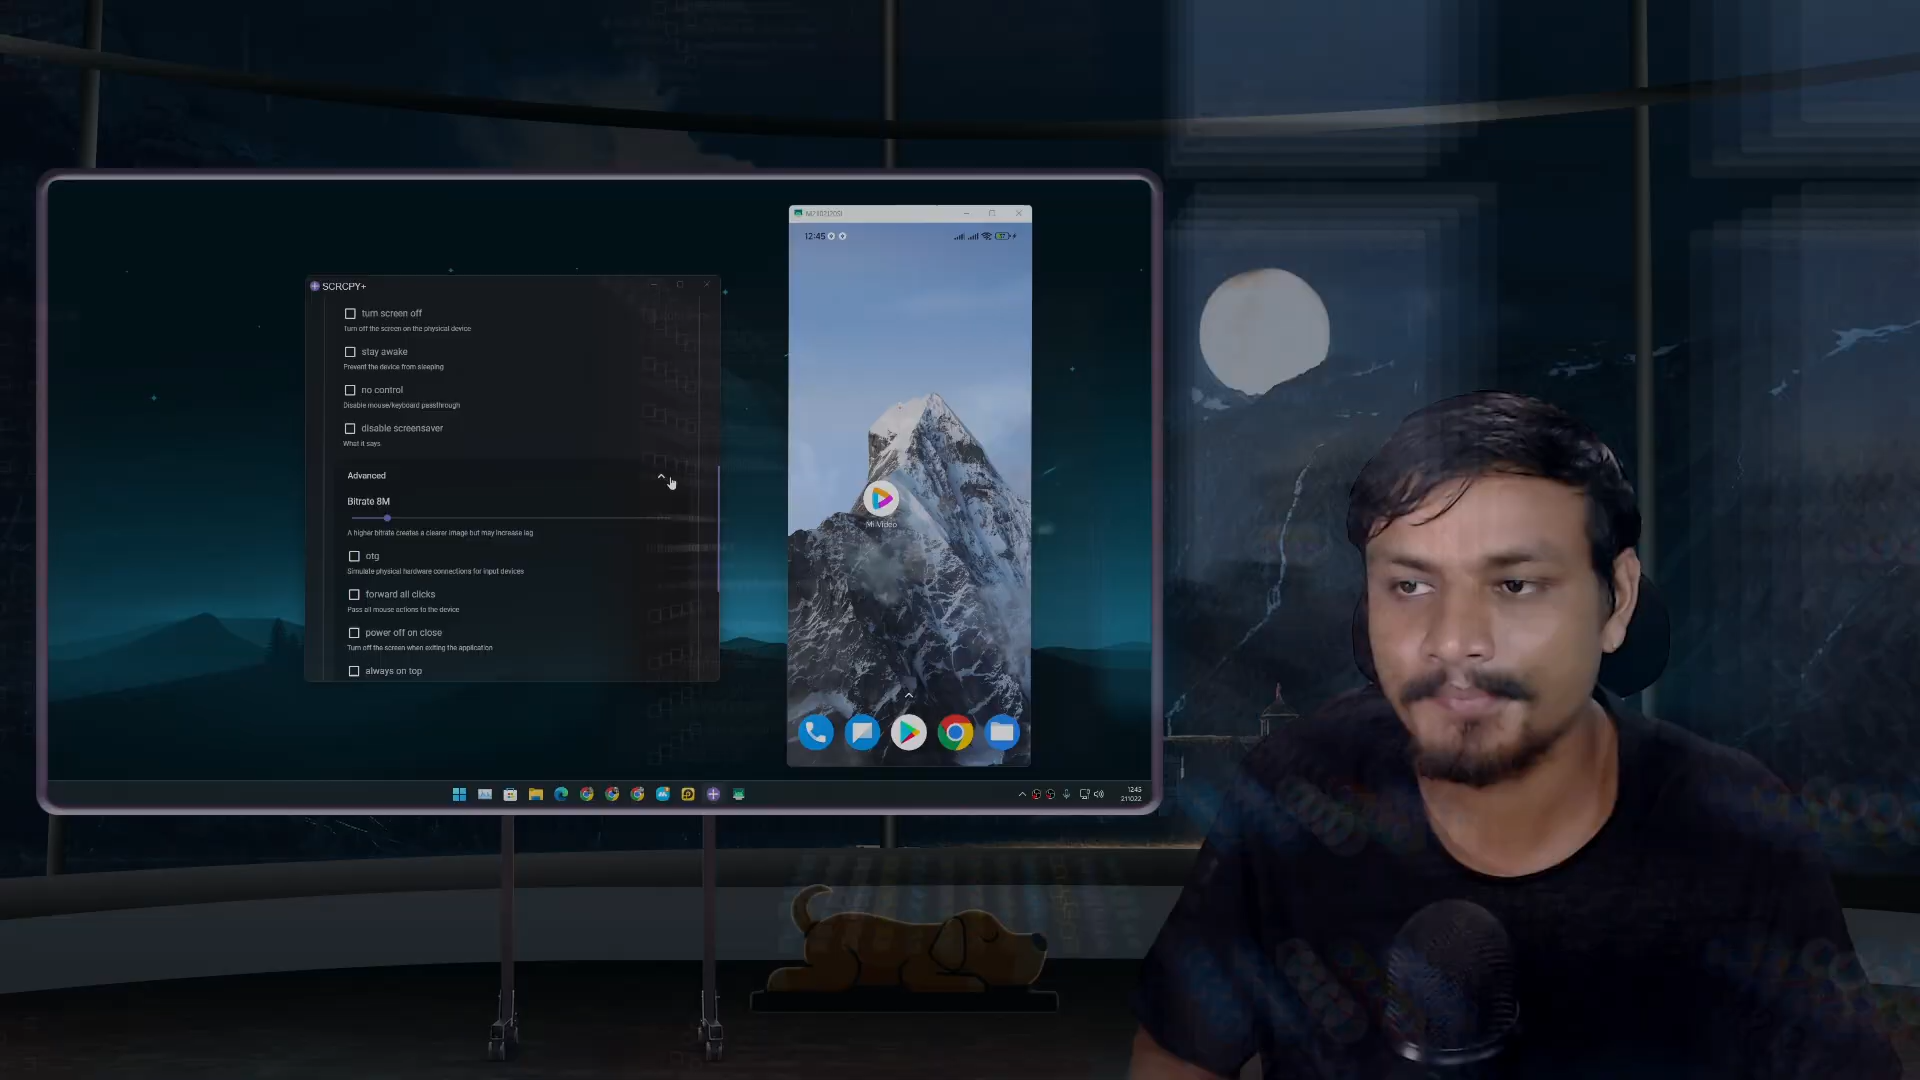 M2102J20SI
12:45
SCRCPY+
turn screen off
Turn off the screen on the physical device
stay awake
Prevent the device from sleeping
no control
Disable mouse/keyboard passthrough
disable screensaver
What it says
Advanced
Bitrate 8M
A higher bitrate creates a clearer image but may increase lag
otg
Simulate physical hardware connections for input devices
forward all clicks
Pass all mouse actions to the device
power off on close
Turn off the screen when exiting the application
always on top
Mi Video
12:45
211022